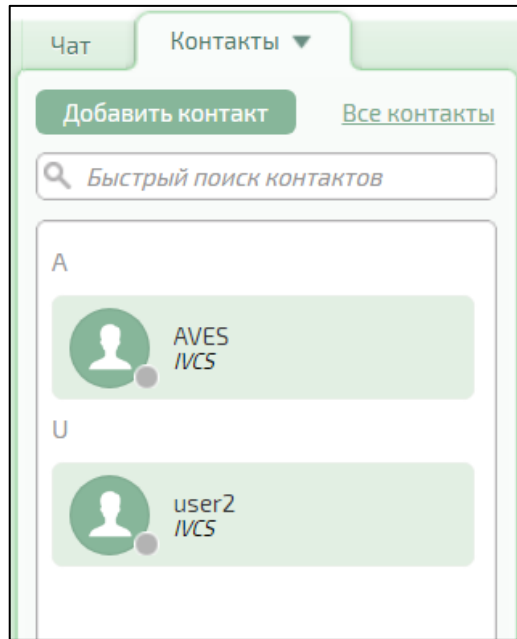 Чат
Контакты ▼
Добавить контакт
Все контакты
Быстрый поиск контактов
A
AVES
IVCS
U
user2
IVCS